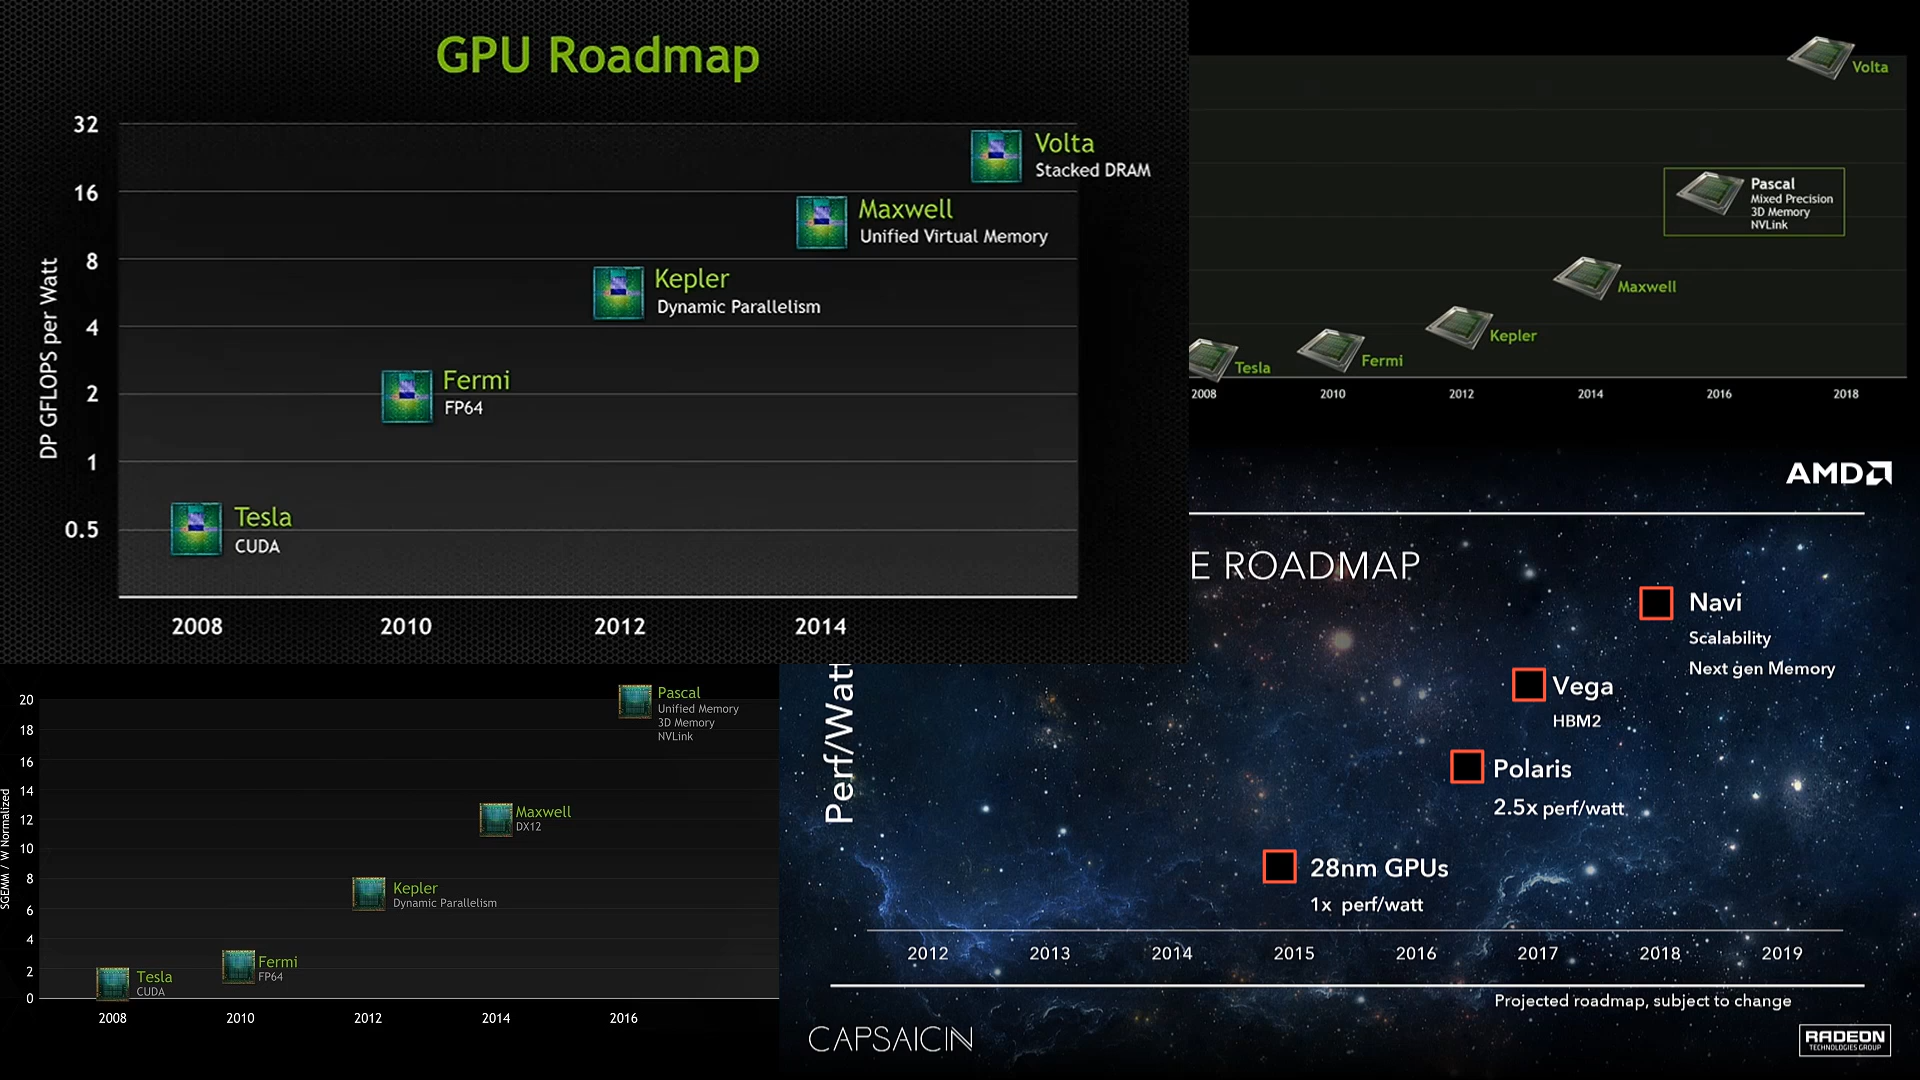 GPU Roadmap
DP GFLOPS per Watt
32
16
8
4
2
1
0.5
Volta
Stacked DRAM
Maxwell
Unified Virtual Memory
Kepler
Dynamic Parallelism
Fermi
FP64
Tesla
CUDA
2008
2010
2012
2014
Volta
Pascal
Mixed Precision
3D Memory
NVLink
Maxwell
Kepler
Fermi
Tesla
2008
2010
2012
2014
2016
2018
SGEMM / W Normalized
20
18
16
14
12
10
8
6
4
2
0
Pascal
Unified Memory
3D Memory
NVLink
Maxwell
DX12
Kepler
Dynamic Parallelism
Fermi
FP64
Tesla
CUDA
2008
2010
2012
2014
2016
AMD
E ROADMAP
Perf/Watt
Navi
Scalability
Next gen Memory
Vega
HBM2
Polaris
2.5x perf/watt
28nm GPUs
1x perf/watt
2012
2013
2014
2015
2016
2017
2018
2019
Projected roadmap, subject to change
CAPSAICIN
RADEON
TECHNOLOGIES GROUP